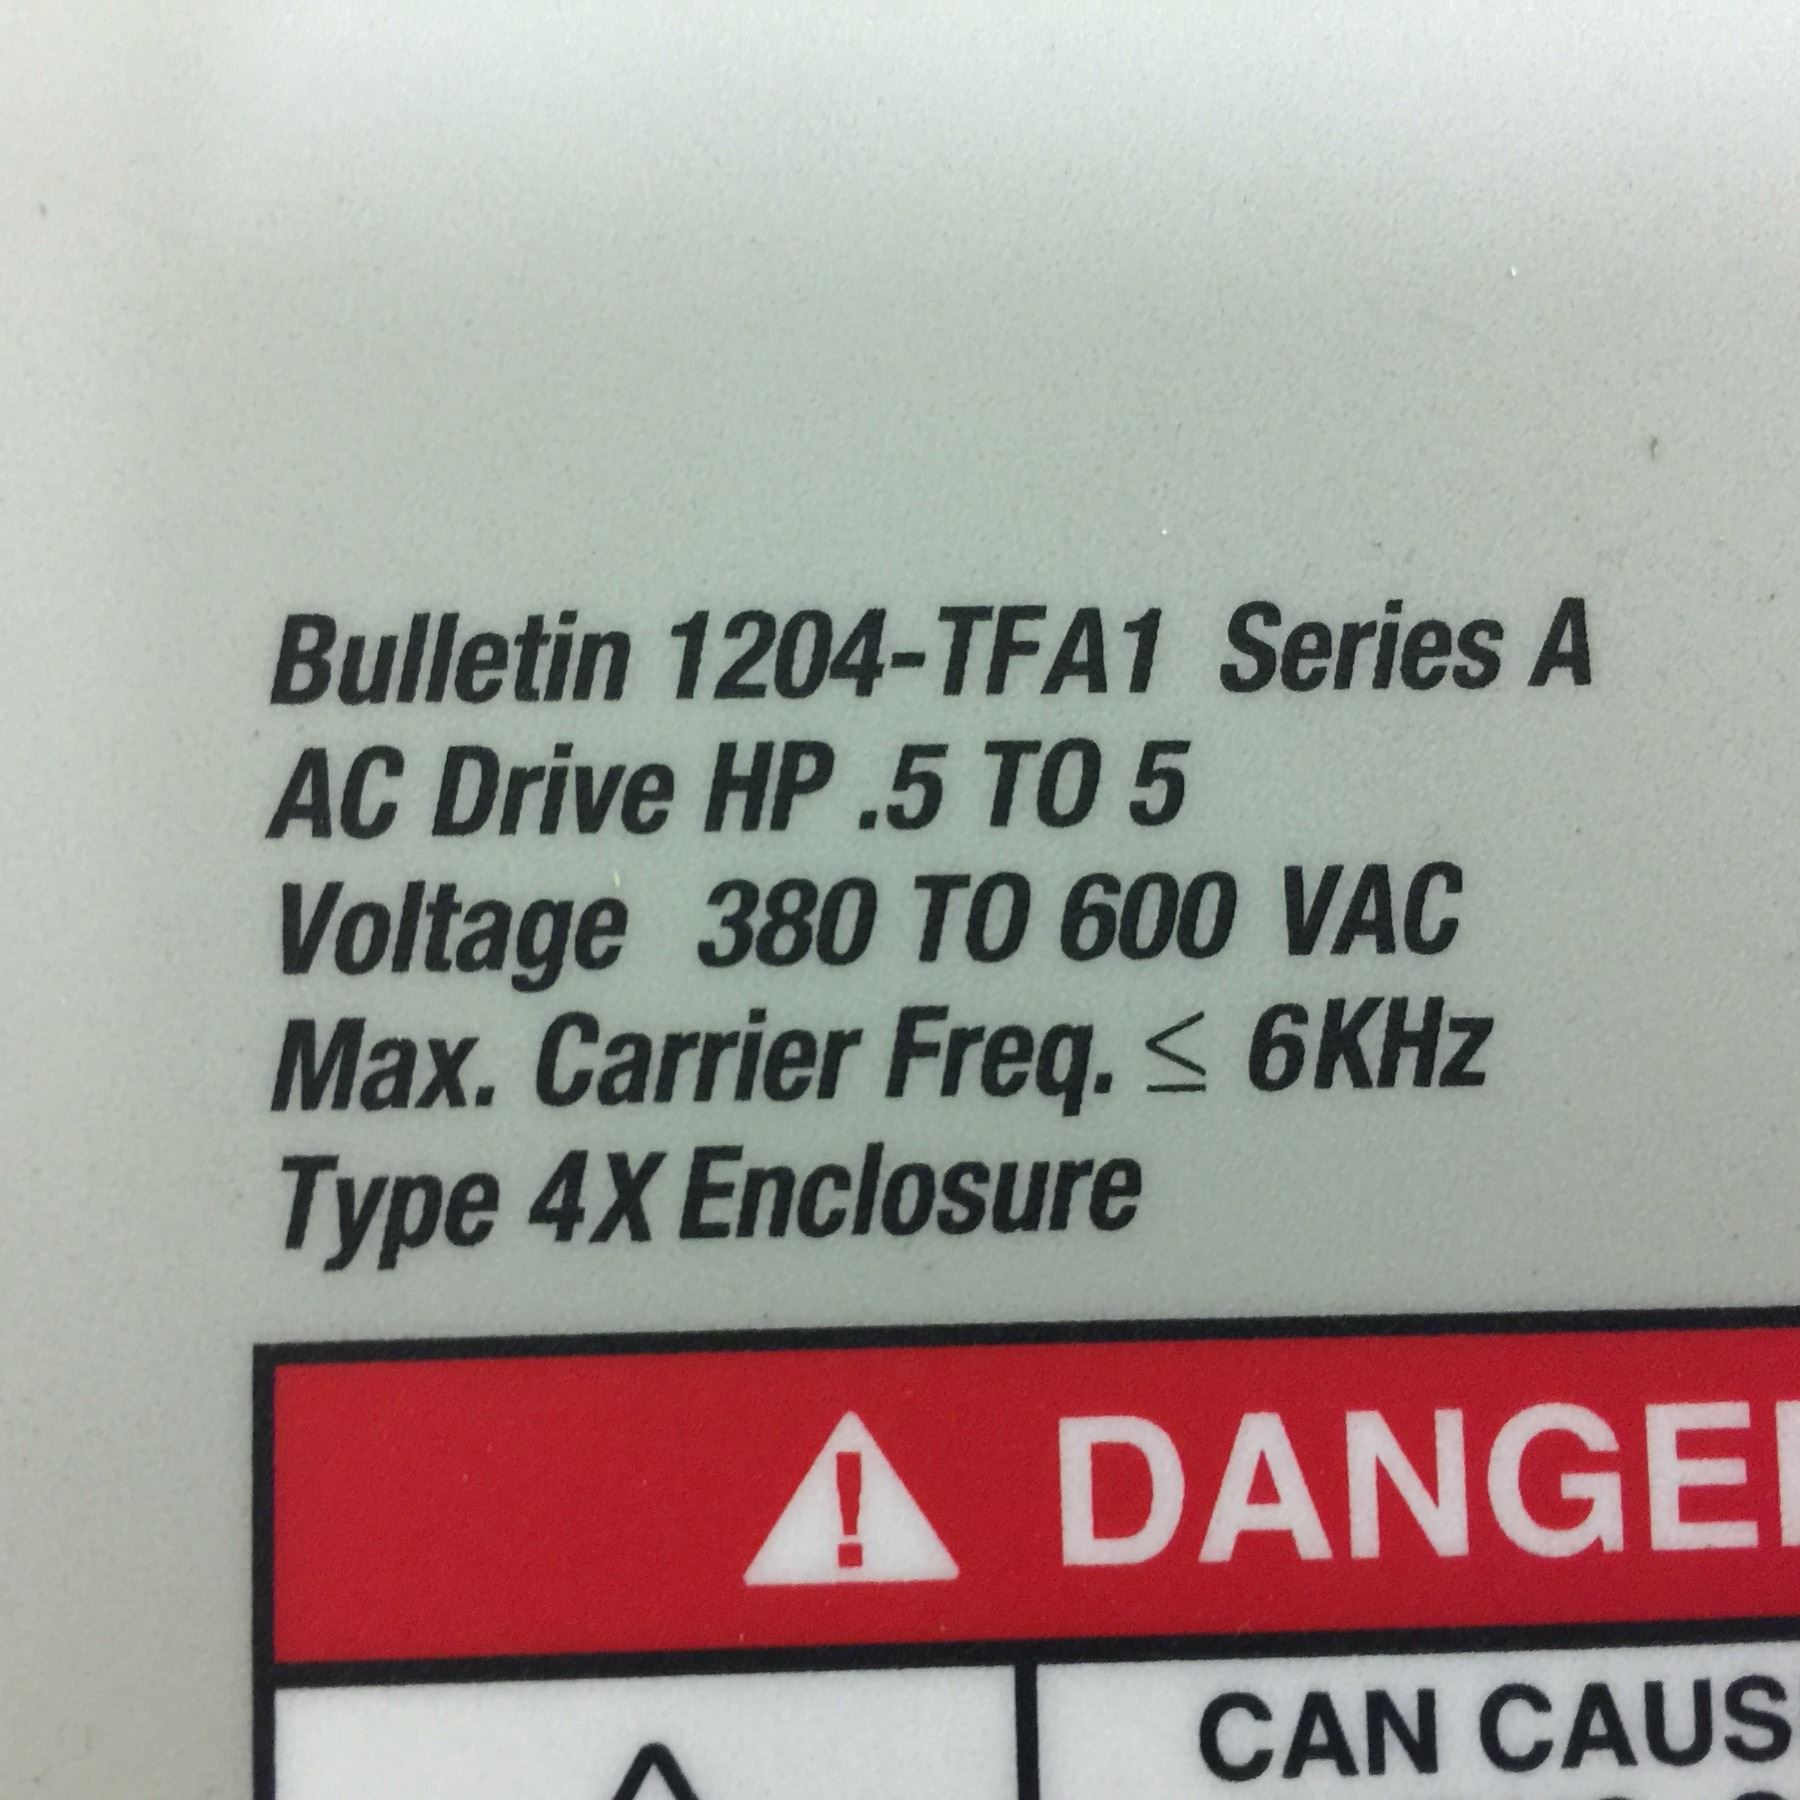 Bulletin 1204-TFA1 Series A
AC Drive HP .5 TO 5
Voltage 380 TO 600 VAC
Max. Carrier Freq. ≤ 6KHz
Type 4X Enclosure
DANGE
CAN CAUS